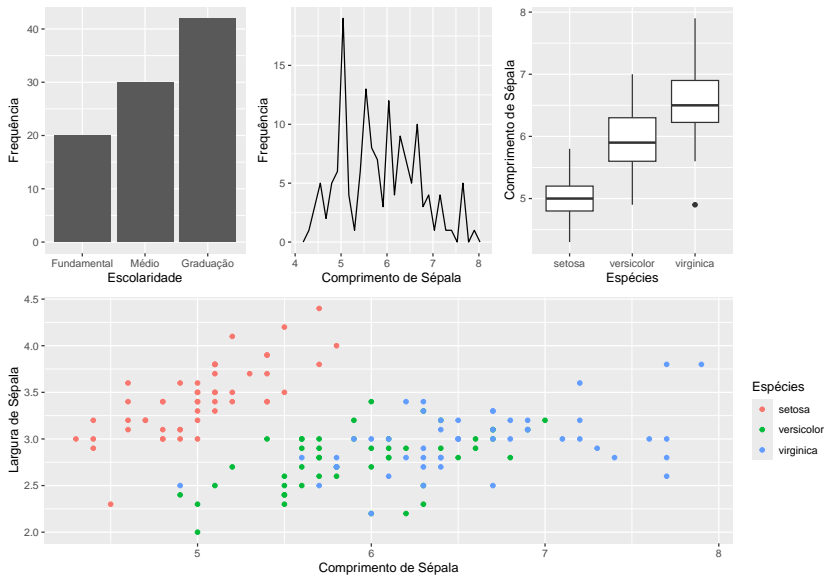 Frequência
40
30
20
10
0
Fundamental Médio Graduação
Escolaridade
Frequência
15
10
5
0
4 5 6 7 8
Comprimento de Sépala
Comprimento de Sépala
8
7
6
5
setosa versicolor virginica
Espécies
Largura de Sépala
4.5
4.0
3.5
3.0
2.5
2.0
5 6 7 8
Comprimento de Sépala
Espécies
setosa
versicolor
virginica